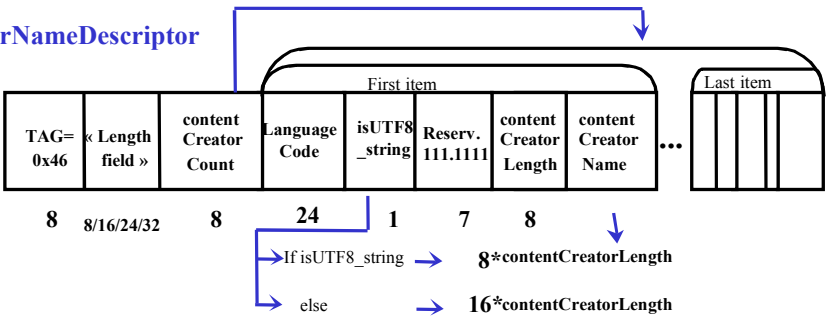 rNameDescriptor
First item
Last item
TAG=
0x46
« Length
field »
content
Creator
Count
Language
Code
isUTF8
_string
Reserv.
111.1111
content
Creator
Length
content
Creator
Name
...
8
8/16/24/32
8
24
1
7
8
If isUTF8_string
8*contentCreatorLength
else
16*contentCreatorLength